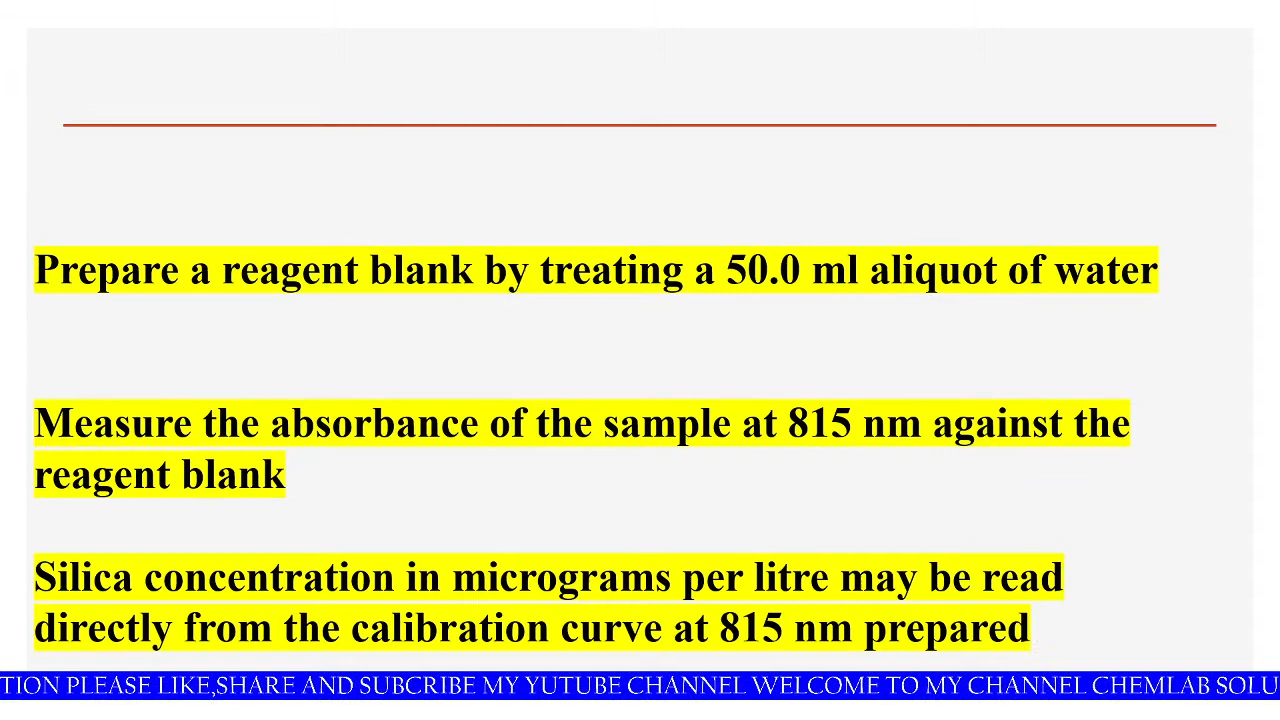 Prepare a reagent blank by treating a 50.0 ml aliquot of water
Measure the absorbance of the sample at 815 nm against the
reagent blank
Silica concentration in micrograms per litre may be read
directly from the calibration curve at 815 nm prepared
TION PLEASE LIKE,SHARE AND SUBCRIBE MY YUTUBE CHANNEL WELCOME TO MY CHANNEL CHEMLAB SOLU